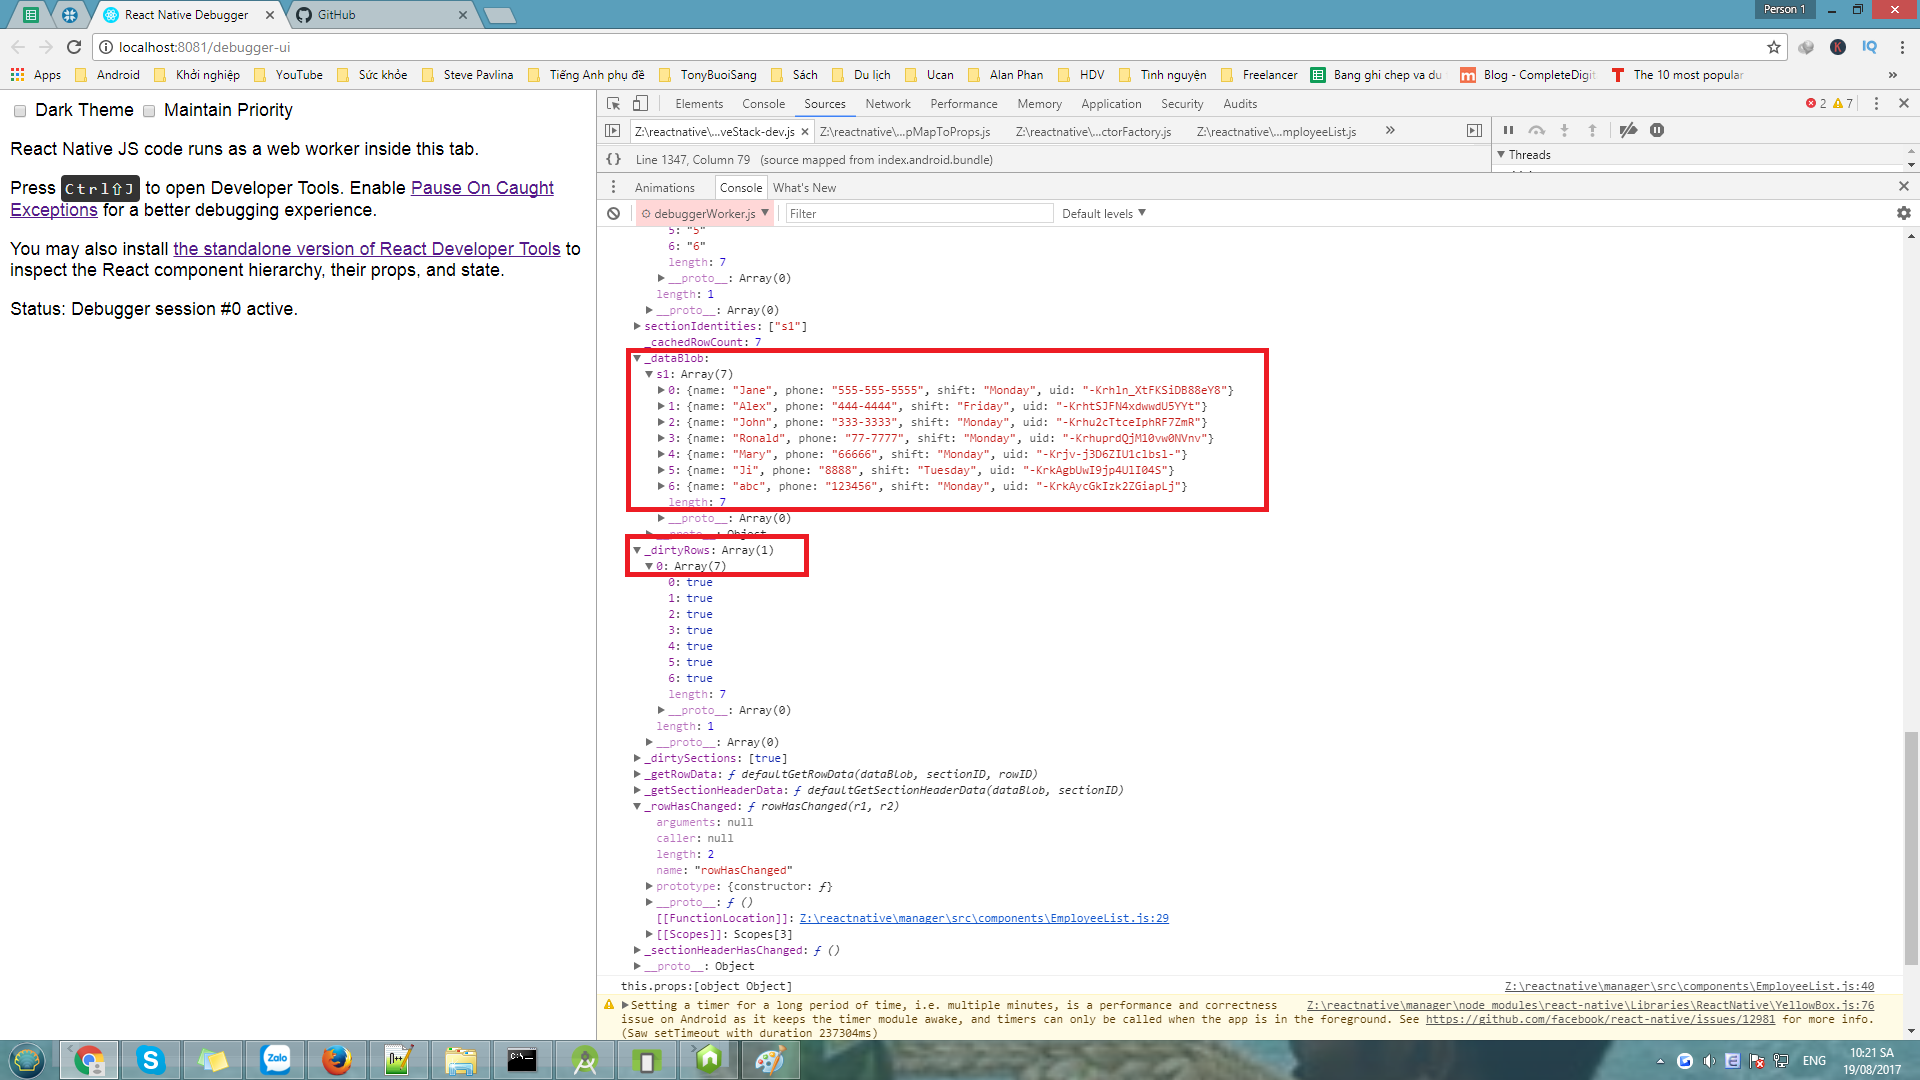 React Native Debugger
GitHub
Person 1
localhost:8081/debugger-ui
Apps
Android
Khởi nghiệp
YouTube
Sức khỏe
Steve Pavlina
Tiếng Anh phụ đề
TonyBuoiSang
Sách
Du lịch
Ucan
Alan Phan
HDV
Tình nguyện
Freelancer
Bang ghi chep va du
Blog - CompleteDigit
The 10 most popular
»
Dark Theme Maintain Priority
React Native JS code runs as a web worker inside this tab.
Press Ctrl⇧J to open Developer Tools. Enable Pause On Caught
Exceptions for a better debugging experience.
You may also install the standalone version of React Developer Tools to
inspect the React component hierarchy, their props, and state.
Status: Debugger session #0 active.
Elements Console Sources Network Performance Memory Application Security Audits
2 7
Z:\reactnative\...veStack-dev.js × Z:\reactnative\...pMapToProps.js Z:\reactnative\...ctorFactory.js Z:\reactnative\...mployeeList.js »
{} Line 1347, Column 79 (source mapped from index.android.bundle)
Threads
Animations Console What's New
debuggerWorker.js Filter Default levels
5: "5"
6: "6"
length: 7
__proto__: Array(0)
length: 1
__proto__: Array(0)
sectionIdentities: ["s1"]
_cachedRowCount: 7
_dataBlob:
s1: Array(7)
0: {name: "Jane", phone: "555-555-5555", shift: "Monday", uid: "-Krhln_XtFKSiDB88eY8"}
1: {name: "Alex", phone: "444-4444", shift: "Friday", uid: "-KrhtSJFN4xdwwdU5YYt"}
2: {name: "John", phone: "333-3333", shift: "Monday", uid: "-Krhu2cTtceIphRF7ZmR"}
3: {name: "Ronald", phone: "77-7777", shift: "Monday", uid: "-KrhuprdQjM10vw0NVnv"}
4: {name: "Mary", phone: "66666", shift: "Monday", uid: "-Krjv-j3D6ZIU1clbsl-"}
5: {name: "Ji", phone: "8888", shift: "Tuesday", uid: "-KrkAgbUwI9jp4UlI04S"}
6: {name: "abc", phone: "123456", shift: "Monday", uid: "-KrkAycGkIzk2ZGiapLj"}
length: 7
__proto__: Array(0)
__proto__: Object
_dirtyRows: Array(1)
0: Array(7)
0: true
1: true
2: true
3: true
4: true
5: true
6: true
length: 7
__proto__: Array(0)
length: 1
__proto__: Array(0)
_dirtySections: [true]
_getRowData: ƒ defaultGetRowData(dataBlob, sectionID, rowID)
_getSectionHeaderData: ƒ defaultGetSectionHeaderData(dataBlob, sectionID)
_rowHasChanged: ƒ rowHasChanged(r1, r2)
arguments: null
caller: null
length: 2
name: "rowHasChanged"
prototype: {constructor: ƒ}
__proto__: ƒ ()
[[FunctionLocation]]: Z:\reactnative\manager\src\components\EmployeeList.js:29
[[Scopes]]: Scopes[3]
_sectionHeaderHasChanged: ƒ ()
__proto__: Object
this.props:[object Object] Z:\reactnative\manager\src\components\EmployeeList.js:40
Setting a timer for a long period of time, i.e. multiple minutes, is a performance and correctness Z:\reactnative\manager\node_modules\react-native\Libraries\ReactNative\YellowBox.js:76
issue on Android as it keeps the timer module awake, and timers can only be called when the app is in the foreground. See https://github.com/facebook/react-native/issues/12981 for more info.
(Saw setTimeout with duration 237304ms)
Zalo
ENG
10:21 SA
19/08/2017